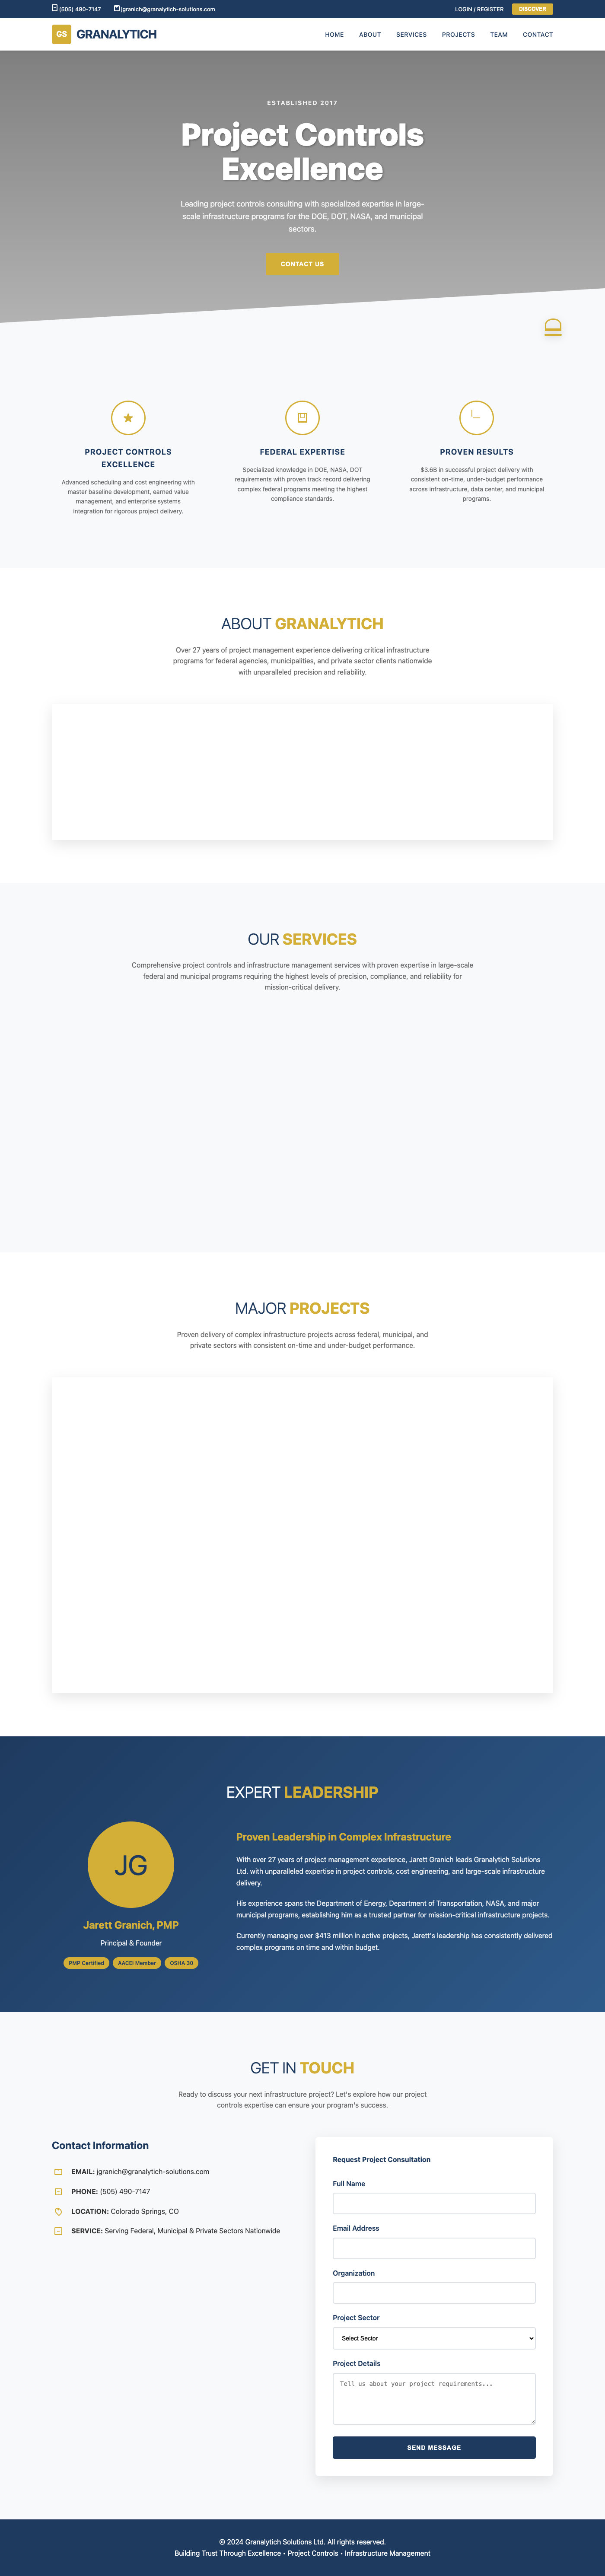 (505) 490-7147 jgranich@granalytich-solutions.com LOGIN / REGISTER DISCOVER
GS GRANALYTICH HOME ABOUT SERVICES PROJECTS TEAM CONTACT
ESTABLISHED 2017
Project Controls
Excellence
Leading project controls consulting with specialized expertise in large-
scale infrastructure programs for the DOE, DOT, NASA, and municipal
sectors.
CONTACT US
PROJECT CONTROLS
EXCELLENCE
Advanced scheduling and cost engineering with
master baseline development, earned value
management, and enterprise systems
integration for rigorous project delivery.
FEDERAL EXPERTISE
Specialized knowledge in DOE, NASA, DOT
requirements with proven track record delivering
complex federal programs meeting the highest
compliance standards.
PROVEN RESULTS
$3.6B in successful project delivery with
consistent on-time, under-budget performance
across infrastructure, data center, and municipal
programs.
ABOUT GRANALYTICH
Over 27 years of project management experience delivering critical infrastructure
programs for federal agencies, municipalities, and private sector clients nationwide
with unparalleled precision and reliability.
OUR SERVICES
Comprehensive project controls and infrastructure management services with proven expertise in large-scale
federal and municipal programs requiring the highest levels of precision, compliance, and reliability for
mission-critical delivery.
MAJOR PROJECTS
Proven delivery of complex infrastructure projects across federal, municipal, and
private sectors with consistent on-time and under-budget performance.
EXPERT LEADERSHIP
JG
Jarett Granich, PMP
Principal & Founder
PMP Certified AACEI Member OSHA 30
Proven Leadership in Complex Infrastructure
With over 27 years of project management experience, Jarett Granich leads Granalytich Solutions
Ltd. with unparalleled expertise in project controls, cost engineering, and large-scale infrastructure
delivery.
His experience spans the Department of Energy, Department of Transportation, NASA, and major
municipal programs, establishing him as a trusted partner for mission-critical infrastructure projects.
Currently managing over $413 million in active projects, Jarett's leadership has consistently delivered
complex programs on time and within budget.
GET IN TOUCH
Ready to discuss your next infrastructure project? Let's explore how our project
controls expertise can ensure your program's success.
Contact Information
EMAIL: jgranich@granalytich-solutions.com
PHONE: (505) 490-7147
LOCATION: Colorado Springs, CO
SERVICE: Serving Federal, Municipal & Private Sectors Nationwide
Request Project Consultation
Full Name
Email Address
Organization
Project Sector
Select Sector
Project Details
Tell us about your project requirements...
SEND MESSAGE
© 2024 Granalytich Solutions Ltd. All rights reserved.
Building Trust Through Excellence • Project Controls • Infrastructure Management